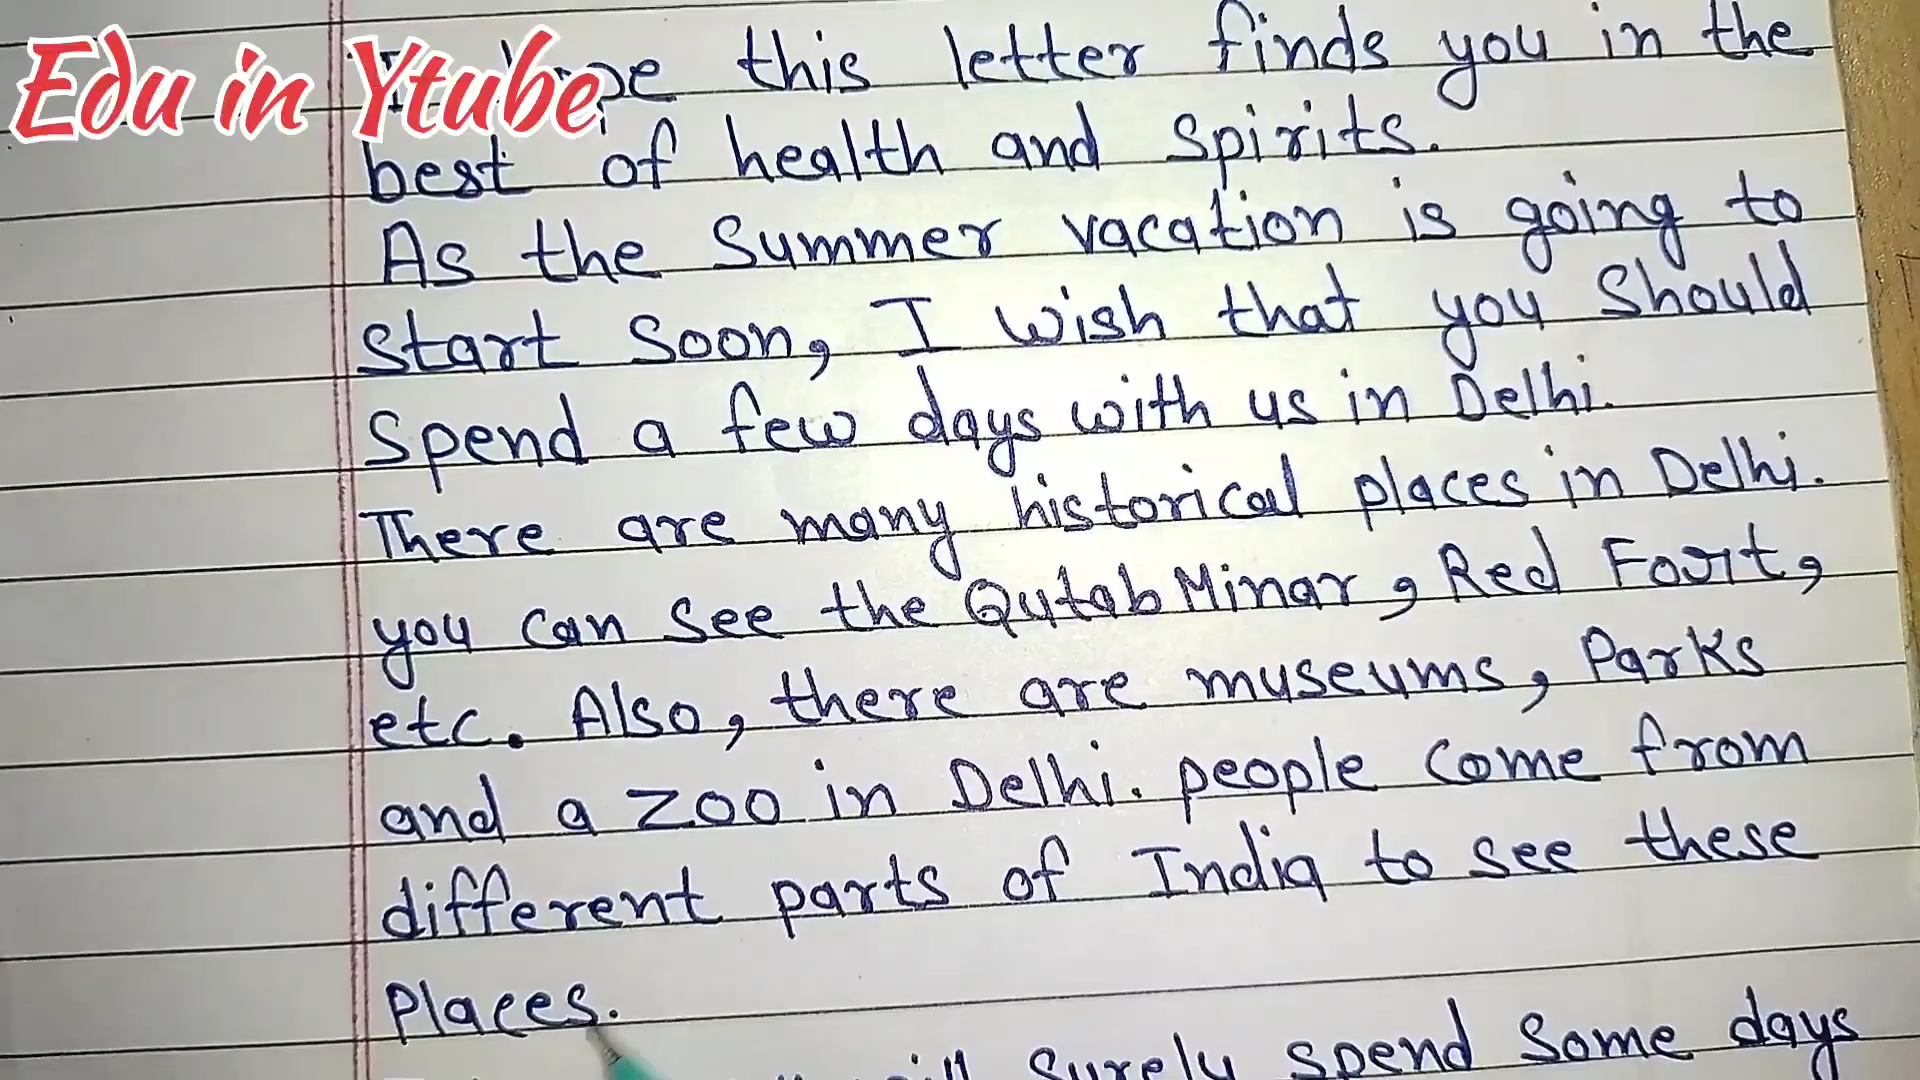 Edu in Ytube
this letter finds you in the
best of health and spirits.
As the Summer vacation is going to
start Soon, I wish that you Should
Spend a few days with us in Delhi.
There are many historical places in Delhi.
you can see the Qutab Minar, Red Fort,
etc. Also, there are museums, Parks
and a zoo in Delhi. people come from
different parts of India to see these
Places.
surely spend some days